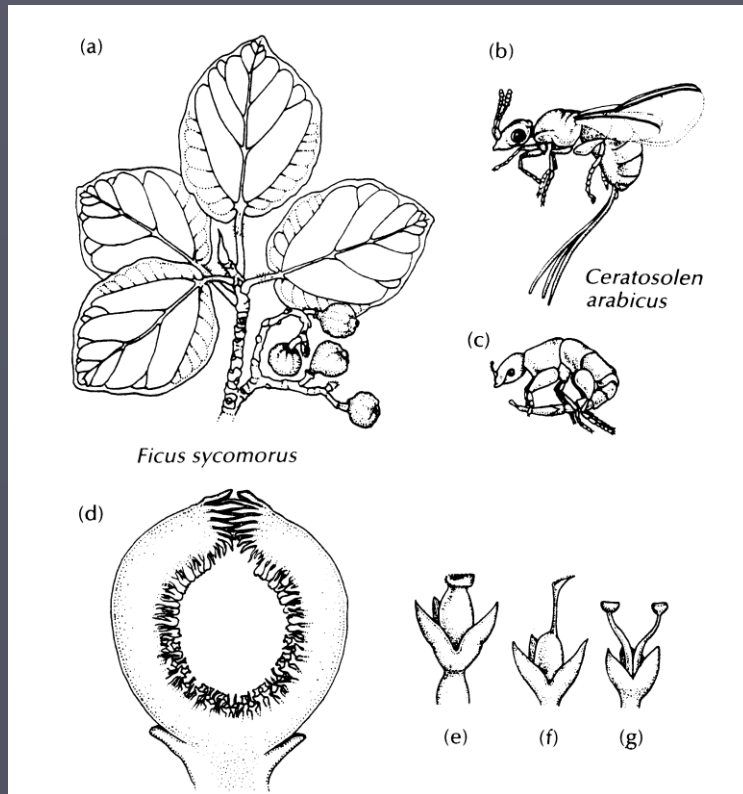 (a)
(b)
Ceratosolen
arabicus
(c)
Ficus sycomorus
(d)
(e)
(f)
(g)